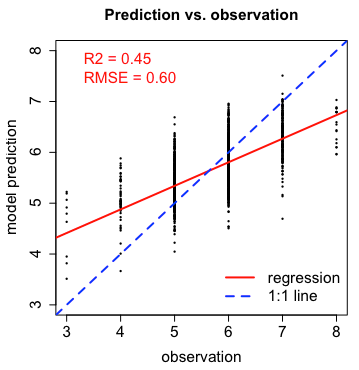 Prediction vs. observation
R2 = 0.45
RMSE = 0.60
8
7
6
5
4
3
model prediction
regression
1:1 line
3 4 5 6 7 8
observation